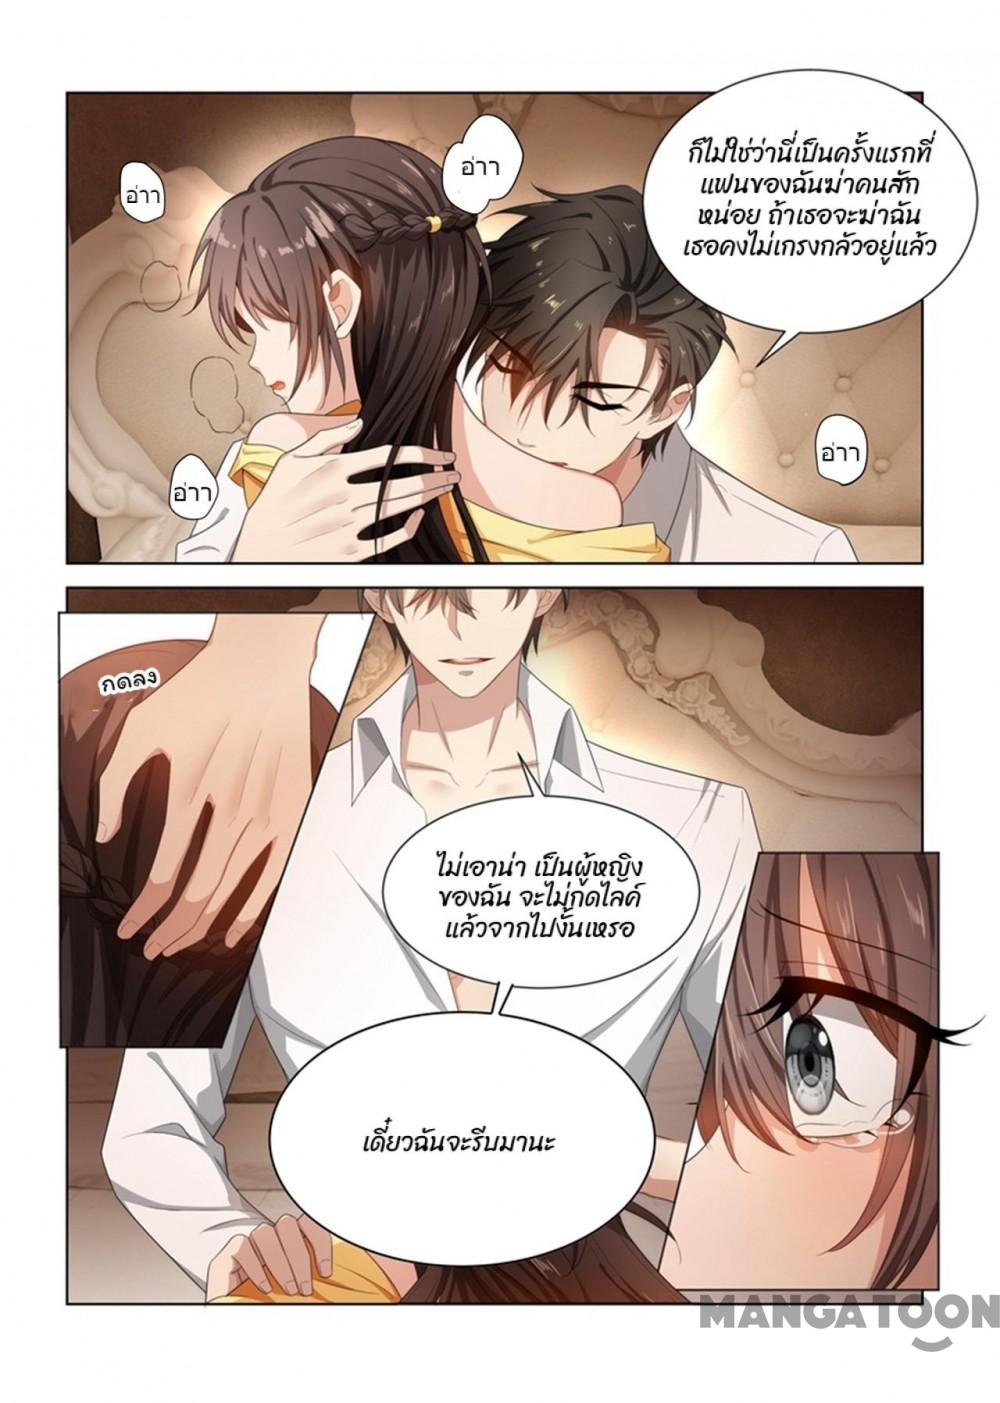 ก็ไม่ใช่ว่านี่เป็นครั้งแรกที่
แฟนของฉันฆ่าคนสัก
หน่อย ถ้าเธอจะฆ่าฉัน
เธอคงไม่เกรงกลัวอยู่แล้ว
อ่าา
อ่าา
อ่าา
อ่าา
กดลง
ไม่เอาน่า เป็นผู้หญิง
ของฉัน จะไม่กดไลค์
แล้วจากไปงั้นเหรอ
เดี๋ยวฉันจะรีบมานะ
MANGATOON